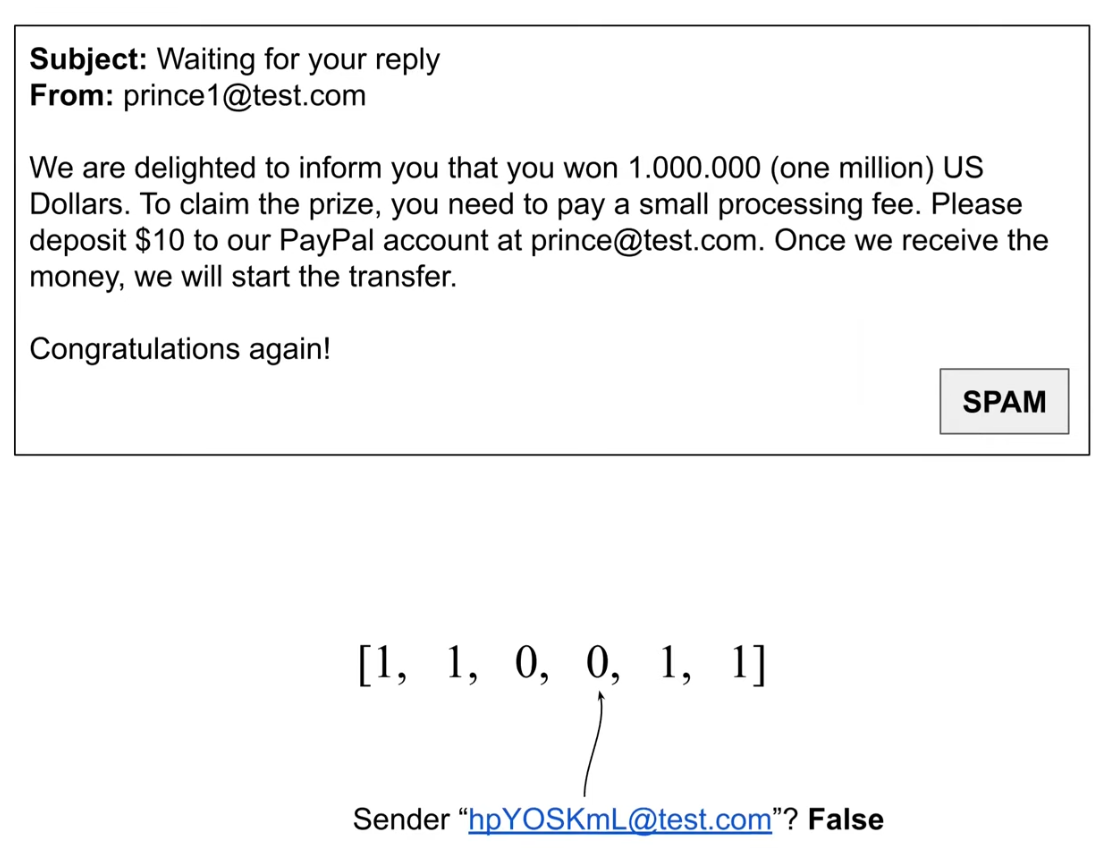 Subject: Waiting for your reply
From: prince1@test.com
We are delighted to inform you that you won 1.000.000 (one million) US
Dollars. To claim the prize, you need to pay a small processing fee. Please
deposit $10 to our PayPal account at prince@test.com. Once we receive the
money, we will start the transfer.
Congratulations again!
SPAM
[1, 1, 0, 0, 1, 1]
Sender “hpYOSKmL@test.com”? False